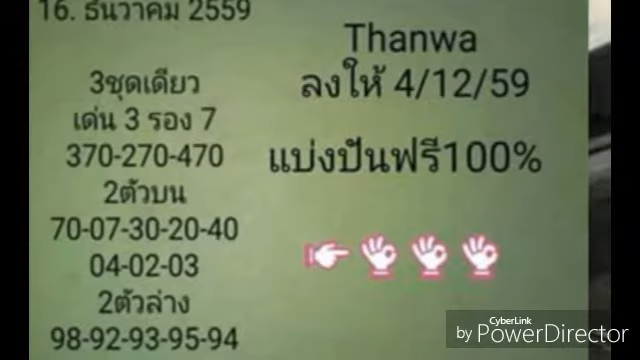 16. ธันวาคม 2559
3ชุดเดียว
เด่น 3 รอง 7
370-270-470
2ตัวบน
70-07-30-20-40
04-02-03
2ตัวล่าง
98-92-93-95-94
Thanwa
ลงให้ 4/12/59
แบ่งปันฟรี100%
CyberLink
by PowerDirector